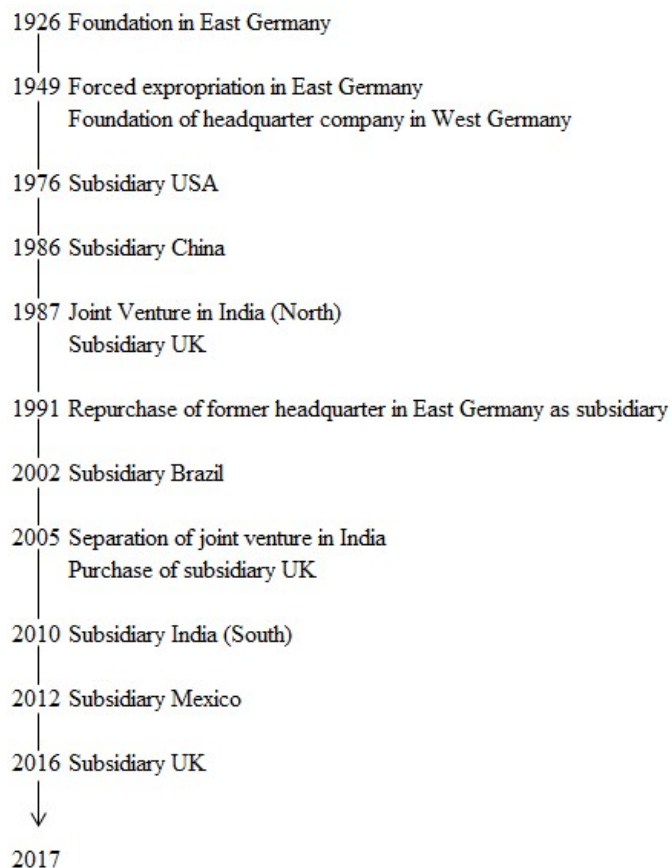 1926 Foundation in East Germany
1949 Forced expropriation in East Germany
Foundation of headquarter company in West Germany
1976 Subsidiary USA
1986 Subsidiary China
1987 Joint Venture in India (North)
Subsidiary UK
1991 Repurchase of former headquarter in East Germany as subsidiary
2002 Subsidiary Brazil
2005 Separation of joint venture in India
Purchase of subsidiary UK
2010 Subsidiary India (South)
2012 Subsidiary Mexico
2016 Subsidiary UK
2017